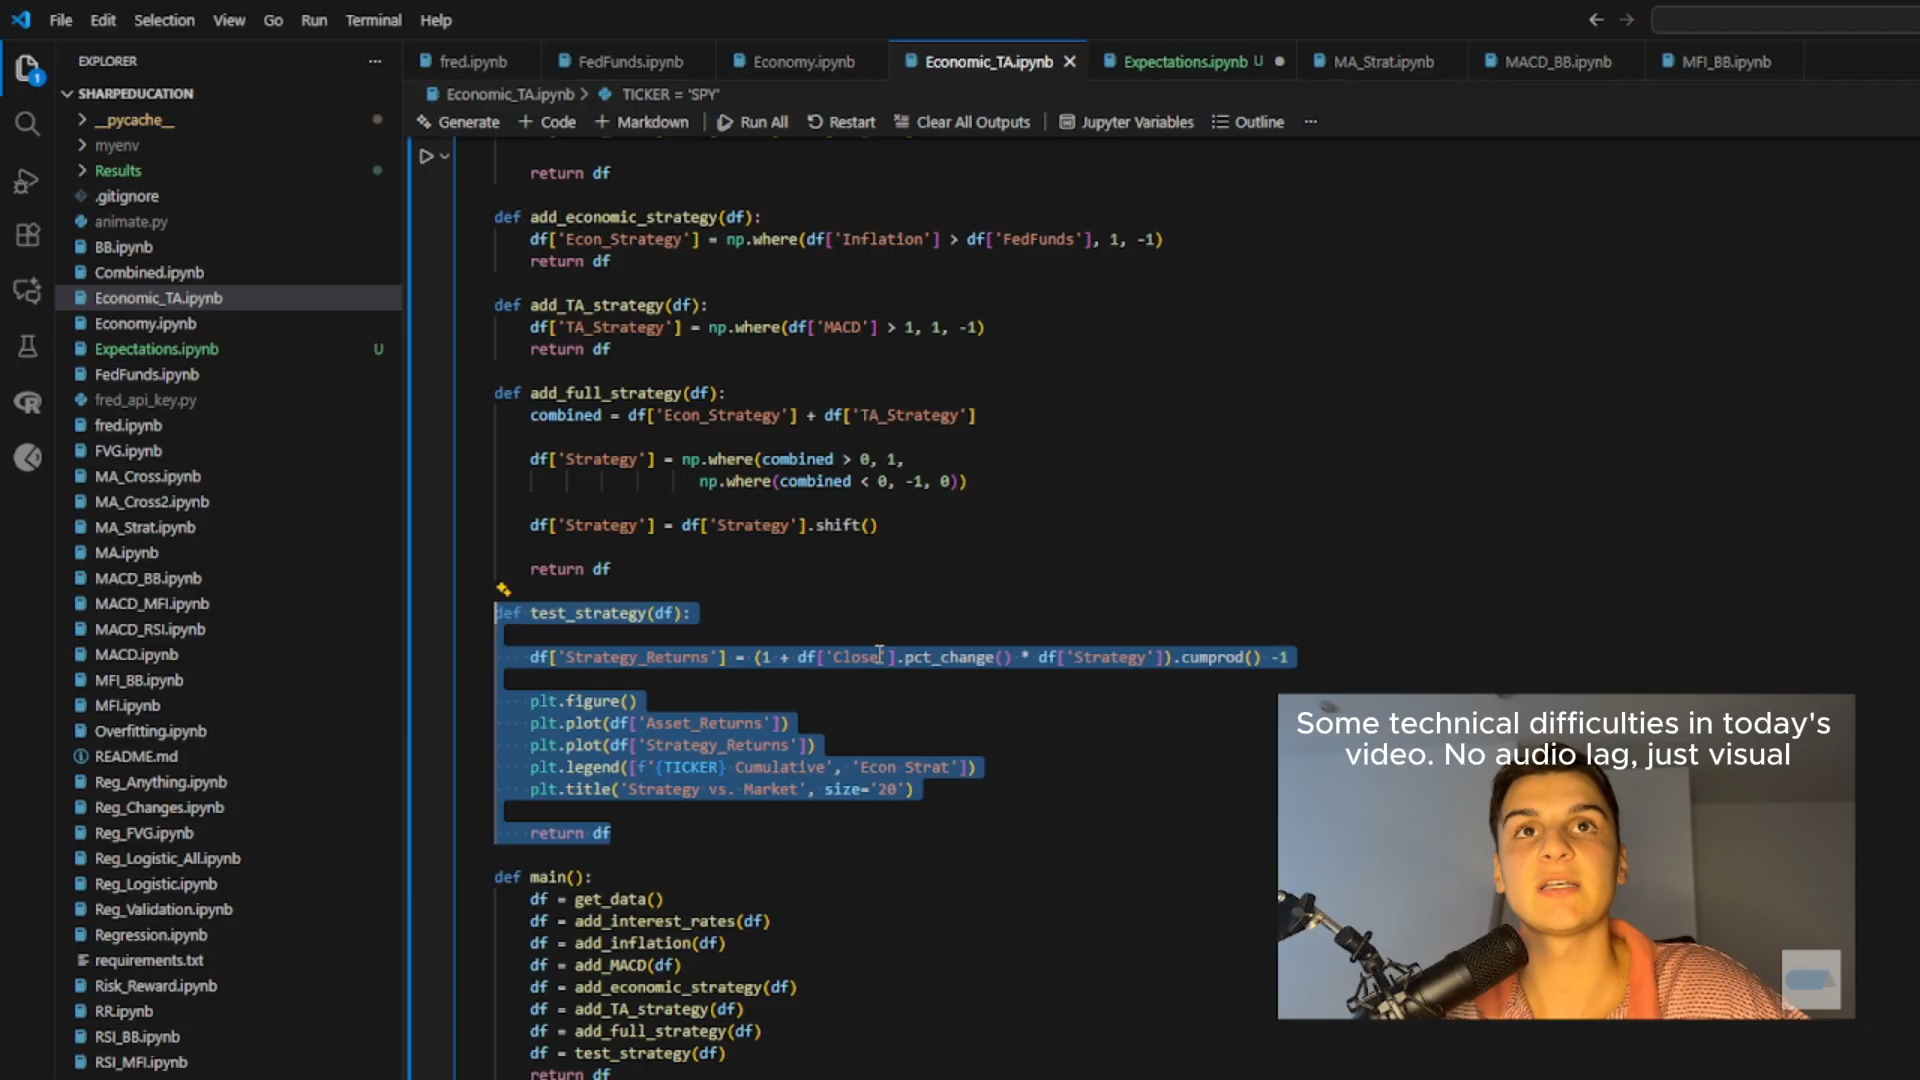 File Edit Selection View Go Run Terminal Help
EXPLORER ...
SHARPEDUCATION
__pycache__
myenv
Results
.gitignore
animate.py
BB.ipynb
Combined.ipynb
Economic_TA.ipynb
Economy.ipynb
Expectations.ipynb U
FedFunds.ipynb
fred_api_key.py
fred.ipynb
FVG.ipynb
MA_Cross.ipynb
MA_Cross2.ipynb
MA_Strat.ipynb
MA.ipynb
MACD_BB.ipynb
MACD_MFI.ipynb
MACD_RSI.ipynb
MACD.ipynb
MFI_BB.ipynb
MFI.ipynb
Overfitting.ipynb
README.md
Reg_Anything.ipynb
Reg_Changes.ipynb
Reg_FVG.ipynb
Reg_Logistic_All.ipynb
Reg_Logistic.ipynb
Reg_Validation.ipynb
Regression.ipynb
requirements.txt
Risk_Reward.ipynb
RR.ipynb
RSI_BB.ipynb
RSI_MFI.ipynb
1
fred.ipynb FedFunds.ipynb Economy.ipynb Economic_TA.ipynb Expectations.ipynb U MA_Strat.ipynb MACD_BB.ipynb MFI_BB.ipynb
Economic_TA.ipynb > TICKER = 'SPY'
Generate + Code + Markdown Run All Restart Clear All Outputs Jupyter Variables Outline ...
return df
def add_economic_strategy(df):
df['Econ_Strategy'] = np.where(df['Inflation'] > df['FedFunds'], 1, -1)
return df
def add_TA_strategy(df):
df['TA_Strategy'] = np.where(df['MACD'] > 1, 1, -1)
return df
def add_full_strategy(df):
combined = df['Econ_Strategy'] + df['TA_Strategy']
df['Strategy'] = np.where(combined > 0, 1,
np.where(combined < 0, -1, 0))
df['Strategy'] = df['Strategy'].shift()
return df
def test_strategy(df):
df['Strategy_Returns'] = (1 + df['Close'].pct_change() * df['Strategy']).cumprod() -1
plt.figure()
plt.plot(df['Asset_Returns'])
plt.plot(df['Strategy_Returns'])
plt.legend([f'{TICKER} Cumulative', 'Econ Strat'])
plt.title('Strategy vs. Market', size='20')
return df
def main():
df = get_data()
df = add_interest_rates(df)
df = add_inflation(df)
df = add_MACD(df)
df = add_economic_strategy(df)
df = add_TA_strategy(df)
df = add_full_strategy(df)
df = test_strategy(df)
return df
Some technical difficulties in today's
video. No audio lag, just visual